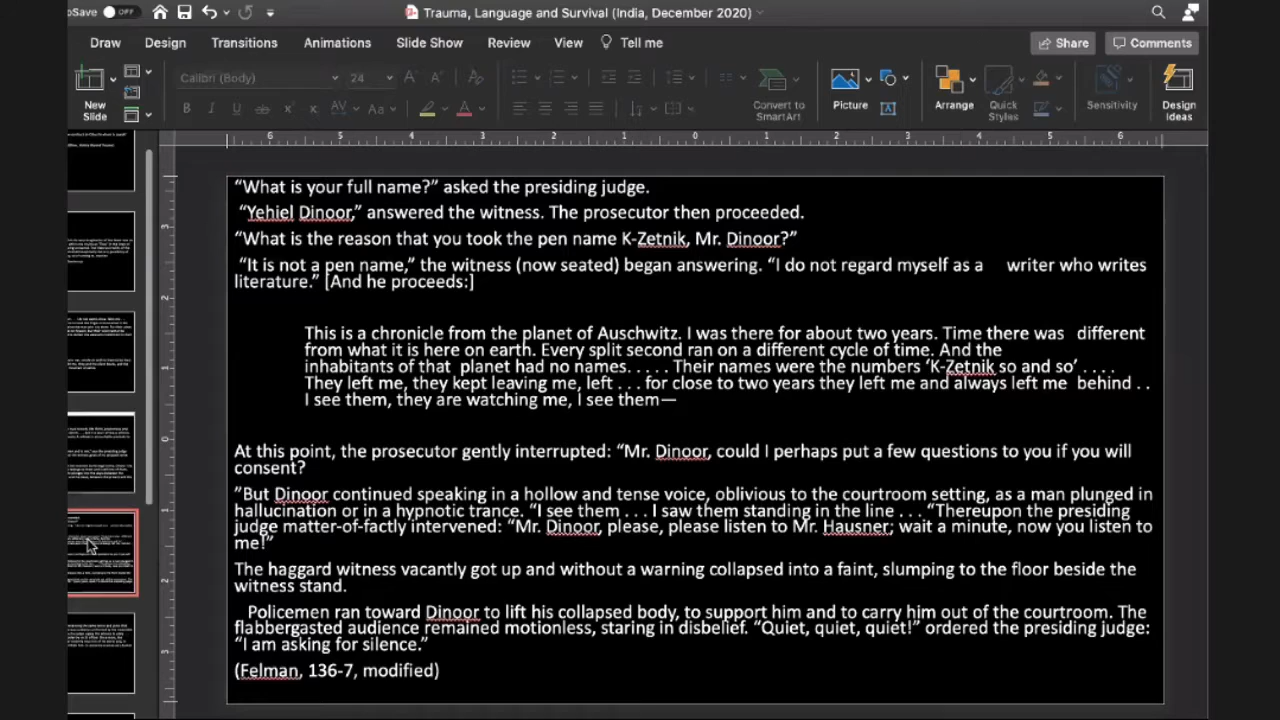 pSave OFF Trauma, Language and Survival (India, December 2020)
Draw Design Transitions Animations Slide Show Review View Tell me Share Comments
Calibri (Body) 24
New Slide Convert to SmartArt Picture Arrange Quick Styles Sensitivity Design Ideas
6 5 4 3 2 1 0 1 2 3 4 5 6
“What is your full name?” asked the presiding judge.
“Yehiel Dinoor,” answered the witness. The prosecutor then proceeded.
“What is the reason that you took the pen name K-Zetnik, Mr. Dinoor?”
“It is not a pen name,” the witness (now seated) began answering. “I do not regard myself as a writer who writes
literature.” [And he proceeds:]
This is a chronicle from the planet of Auschwitz. I was there for about two years. Time there was different
from what it is here on earth. Every split second ran on a different cycle of time. And the
inhabitants of that planet had no names. . . . . Their names were the numbers ‘K-Zetnik so and so’ . . . .
They left me, they kept leaving me, left . . . for close to two years they left me and always left me behind . .
I see them, they are watching me, I see them—
At this point, the prosecutor gently interrupted: “Mr. Dinoor, could I perhaps put a few questions to you if you will
consent?
”But Dinoor continued speaking in a hollow and tense voice, oblivious to the courtroom setting, as a man plunged in
hallucination or in a hypnotic trance. “I see them . . . I saw them standing in the line . . . “Thereupon the presiding
judge matter-of-factly intervened: “Mr. Dinoor, please, please listen to Mr. Hausner; wait a minute, now you listen to
me!”
The haggard witness vacantly got up and without a warning collapsed into a faint, slumping to the floor beside the
witness stand.
Policemen ran toward Dinoor to lift his collapsed body, to support him and to carry him out of the courtroom. The
flabbergasted audience remained motionless, staring in disbelief. “Quiet, quiet, quiet!” ordered the presiding judge:
“I am asking for silence.”
(Felman, 136-7, modified)